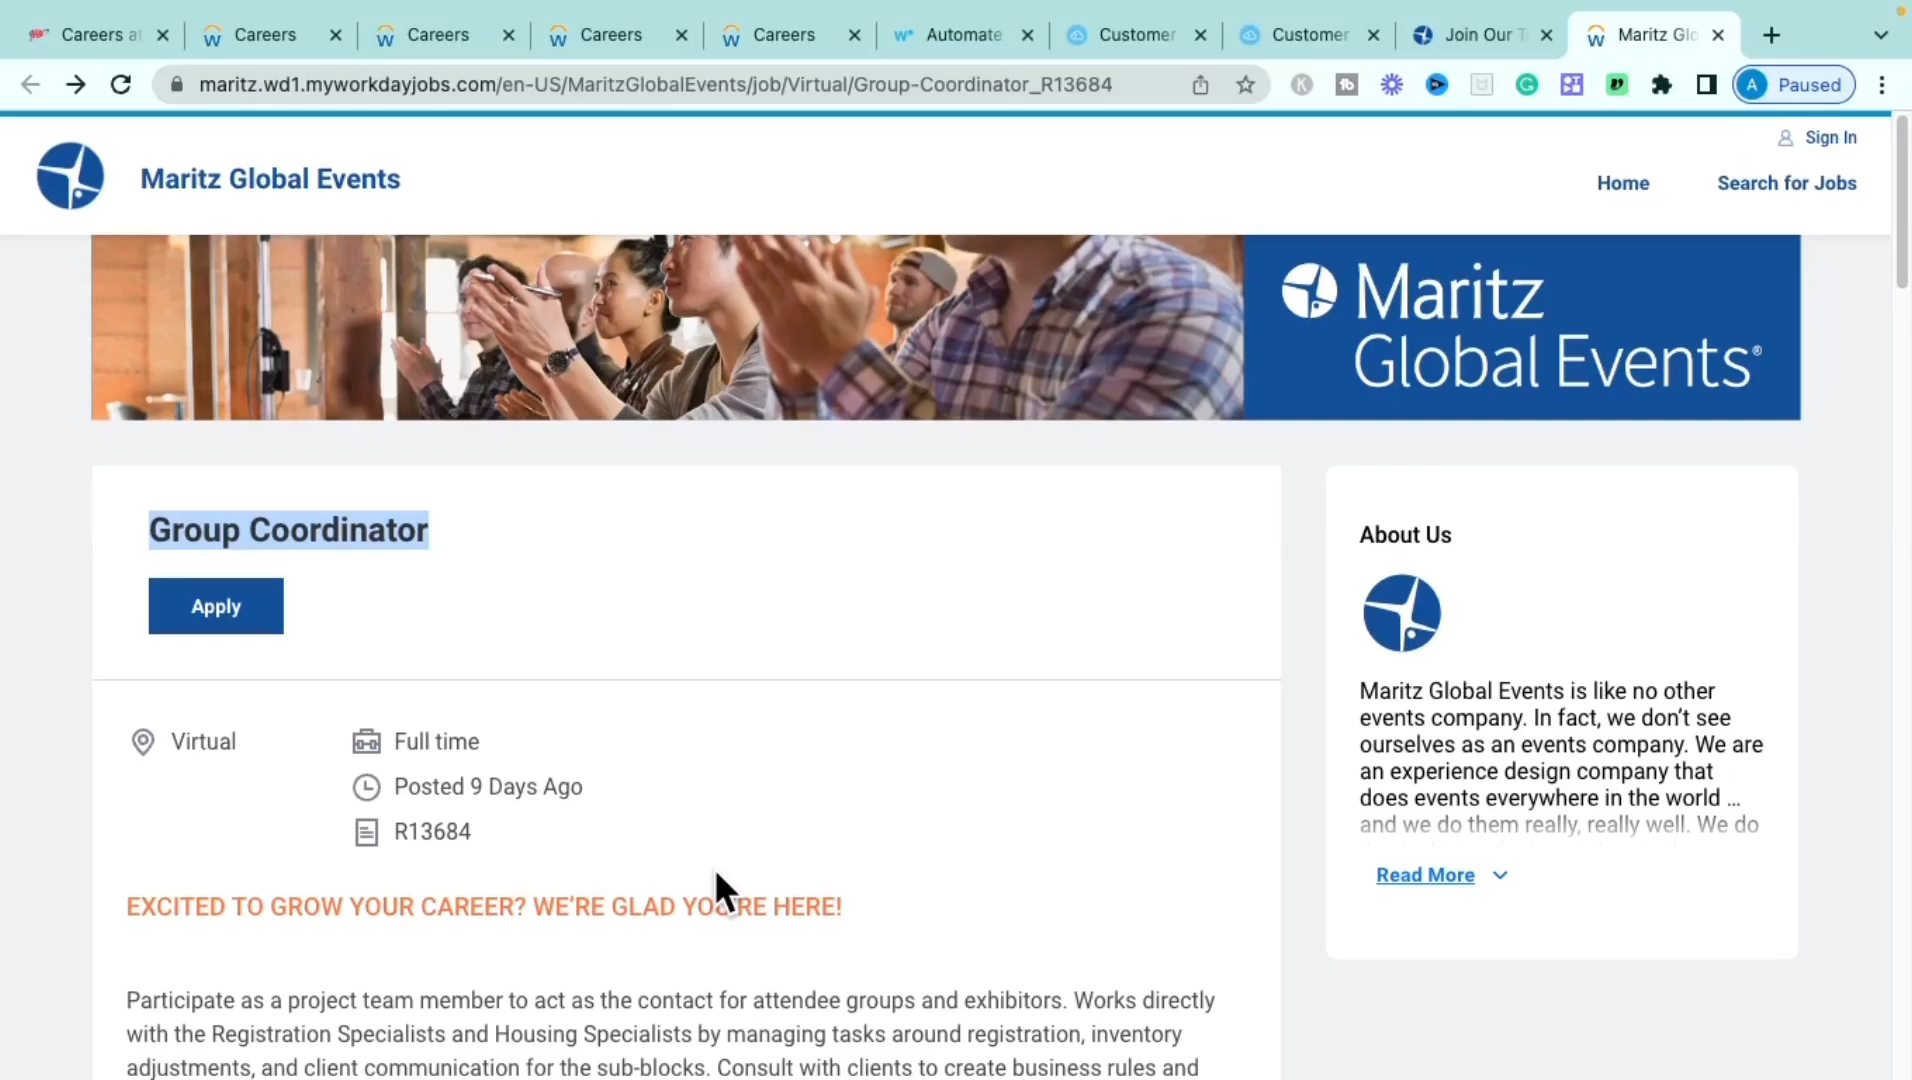 Careers at
Careers
Careers
Careers
Careers
Automate
Customer
Customer
Join Our T
Maritz Glo
maritz.wd1.myworkdayjobs.com/en-US/MaritzGlobalEvents/job/Virtual/Group-Coordinator_R13684
A Paused
Sign In
Maritz Global Events
Home
Search for Jobs
Maritz
Global Events®
Group Coordinator
Apply
Virtual
Full time
Posted 9 Days Ago
R13684
EXCITED TO GROW YOUR CAREER? WE'RE GLAD YOU'RE HERE!
Participate as a project team member to act as the contact for attendee groups and exhibitors. Works directly
with the Registration Specialists and Housing Specialists by managing tasks around registration, inventory
adjustments, and client communication for the sub-blocks. Consult with clients to create business rules and
About Us
Maritz Global Events is like no other
events company. In fact, we don't see
ourselves as an events company. We are
an experience design company that
does events everywhere in the world ...
and we do them really, really well. We do
Read More